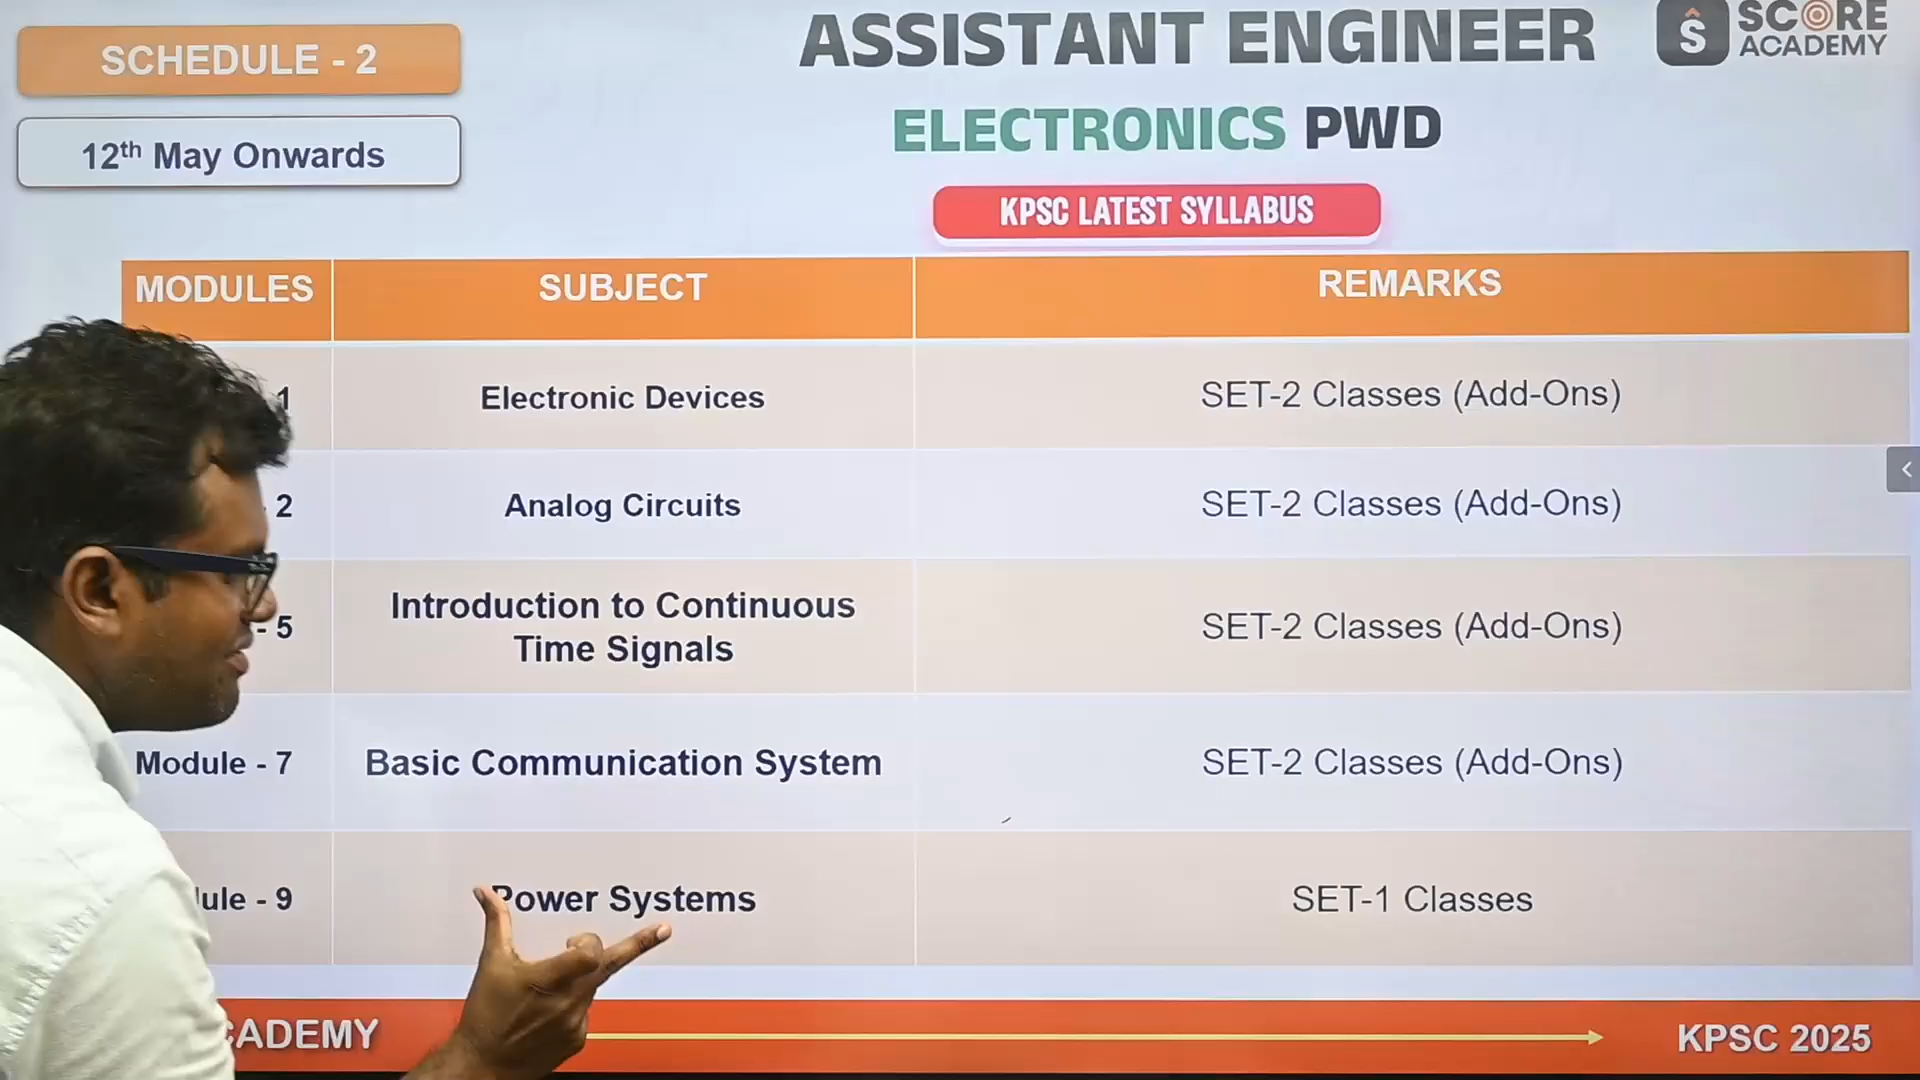 SCHEDULE - 2
12th May Onwards
ASSISTANT ENGINEER
ELECTRONICS PWD
KPSC LATEST SYLLABUS
SCORE
ACADEMY
MODULES SUBJECT REMARKS
1 Electronic Devices SET-2 Classes (Add-Ons)
2 Analog Circuits SET-2 Classes (Add-Ons)
- 5 Introduction to Continuous
Time Signals SET-2 Classes (Add-Ons)
Module - 7 Basic Communication System SET-2 Classes (Add-Ons)
- 9 Power Systems SET-1 Classes
KPSC 2025